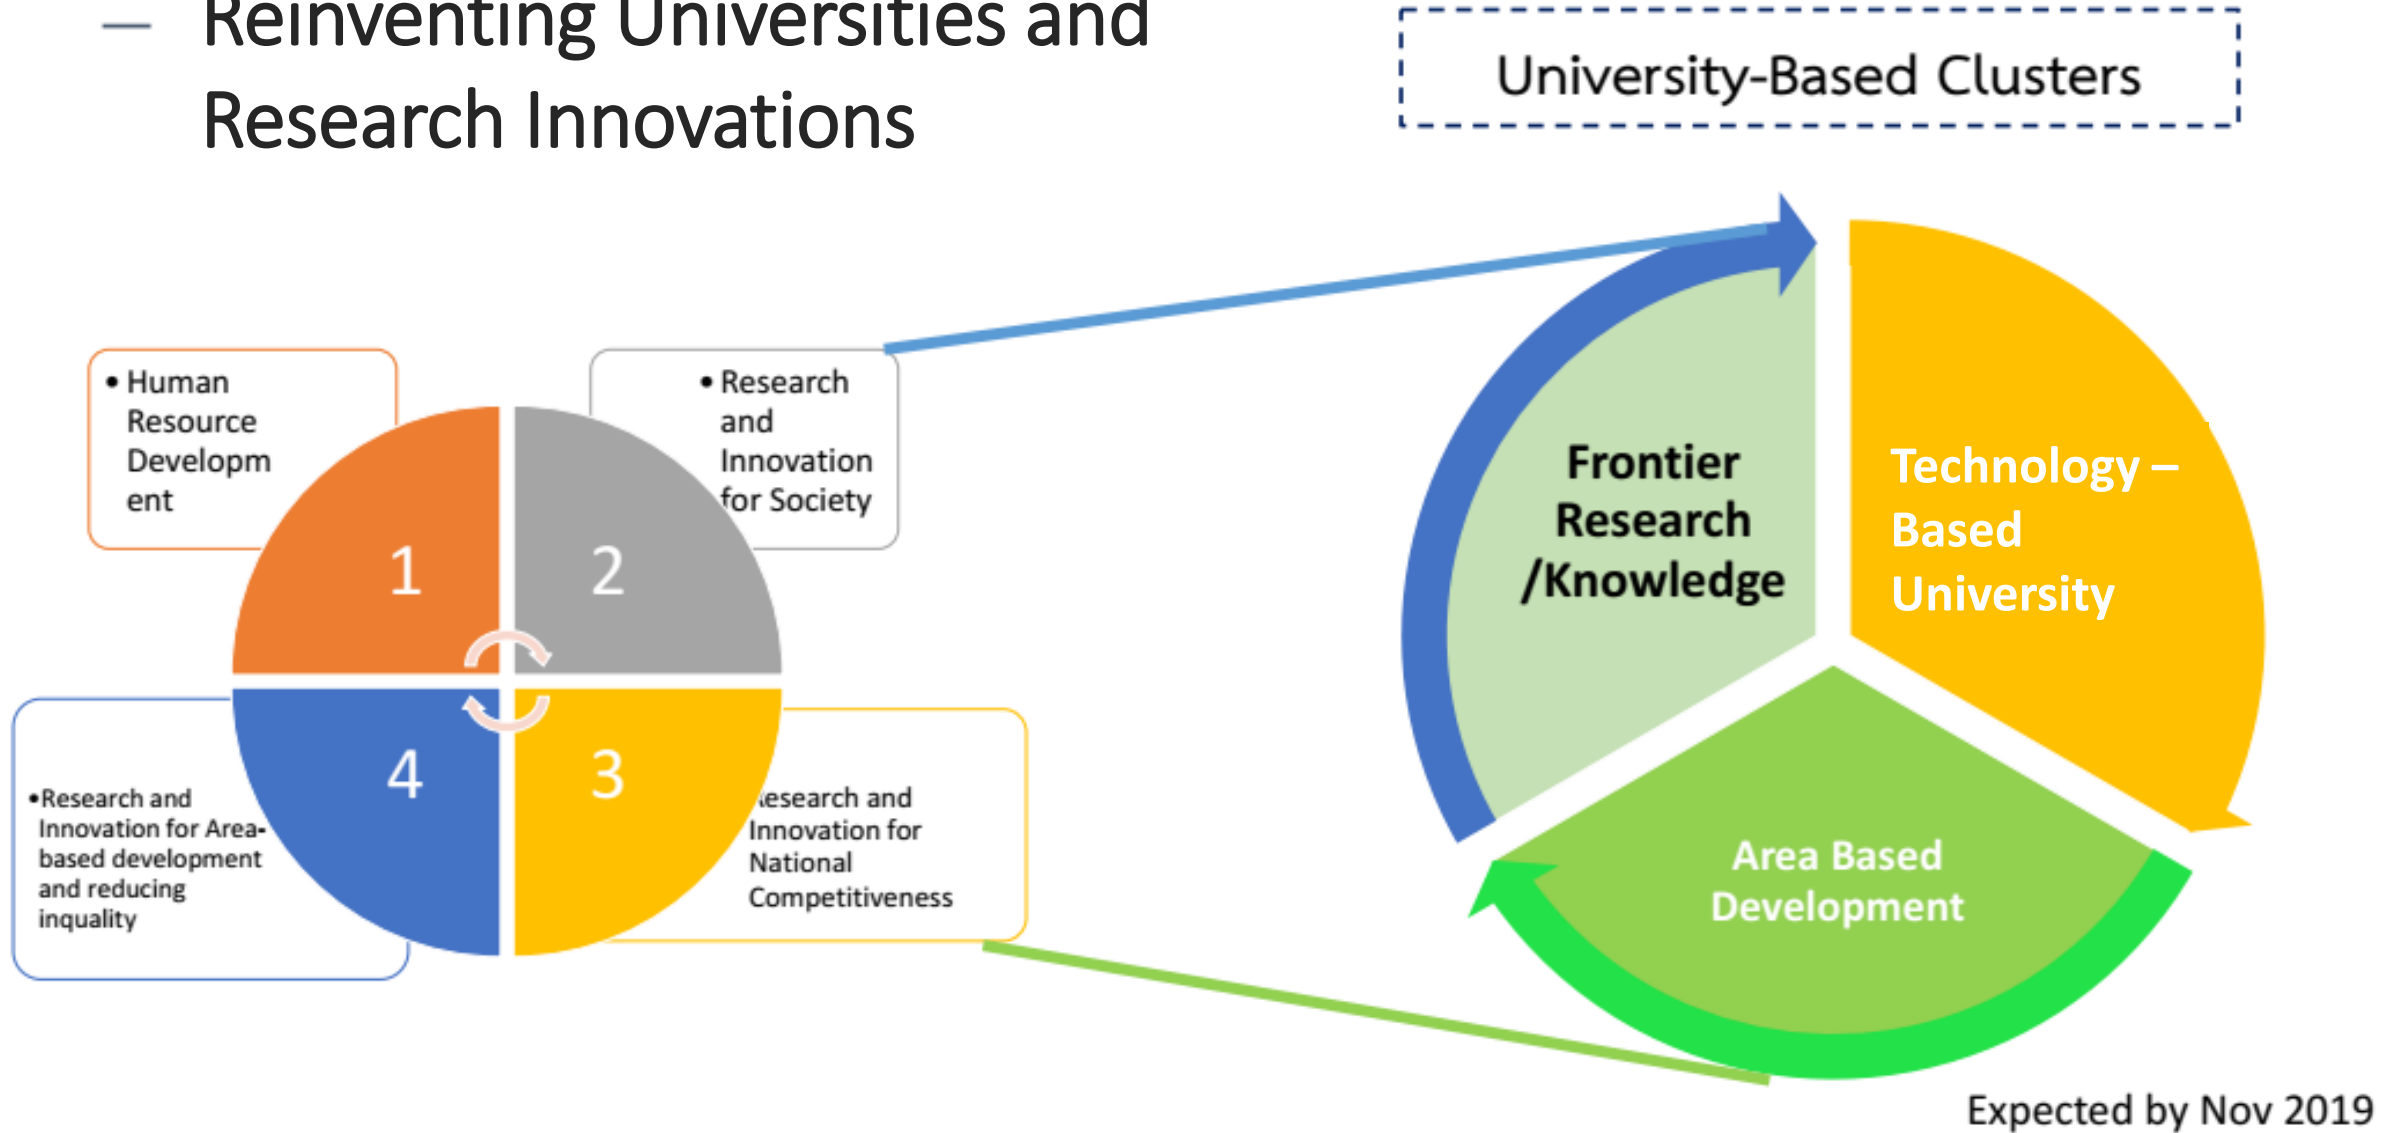 – Reinventing Universities and
Research Innovations
University-Based Clusters
• Human
Resource
Developm
ent
1
• Research
and
Innovation
for Society
2
•Research and
Innovation for Area-
based development
and reducing
inquality
4
Research and
Innovation for
National
Competitiveness
3
Frontier
Research
/Knowledge
Technology –
Based
University
Area Based
Development
Expected by Nov 2019